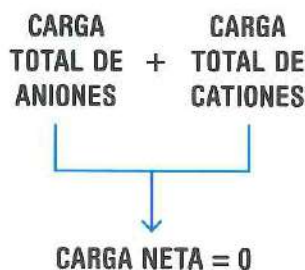 CARGA
TOTAL DE
ANIONES
+
CARGA
TOTAL DE
CATIONES
CARGA NETA = 0